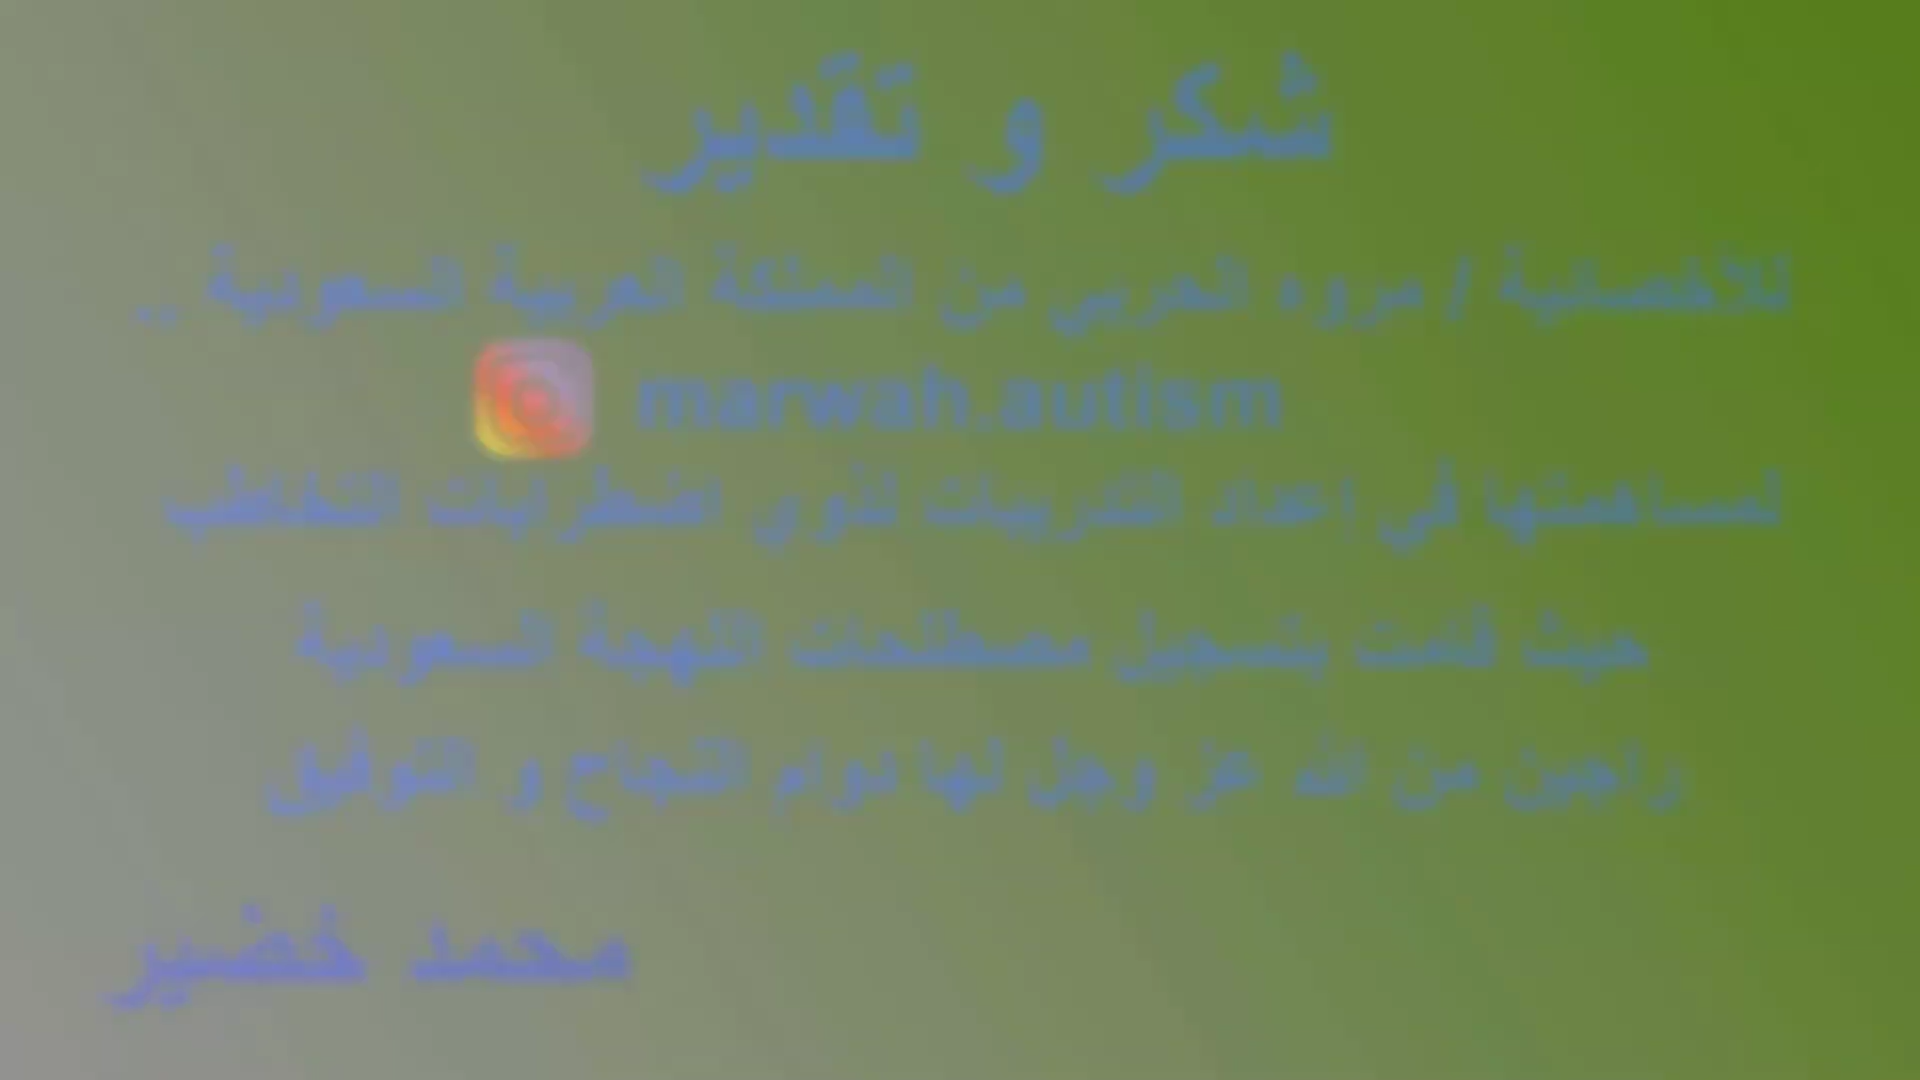 شكر و تقدير
للأخصائية / مروه الحربي من المملكة العربية السعودية ..
marwah.autism
لمساهمتها في إعداد التدريبات لذوي اضطرابات التخاطب
حيث قامت بتسجيل مصطلحات اللهجة السعودية
راجين من الله عز وجل لها دوام النجاح و التوفيق
محمد خضير